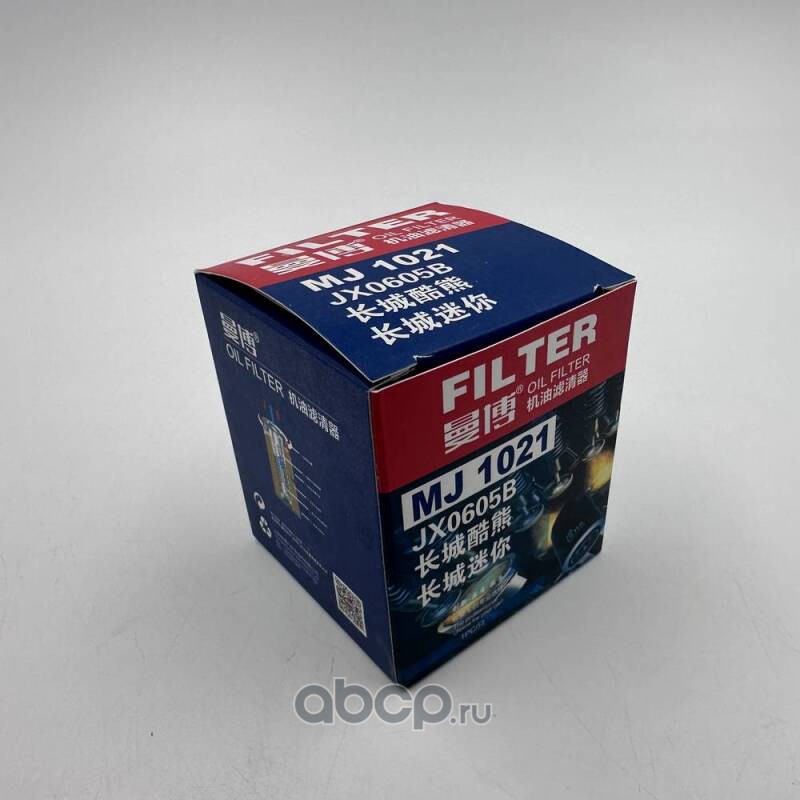 FILTER
曼博® OIL FILTER
机油滤清器
MJ 1021
JX0605B
长城酷熊
长城迷你
曼博®
OIL FILTER 机油滤清器
FILTER
曼博® OIL FILTER
机油滤清器
MJ 1021
JX0605B
长城酷熊
长城迷你
abcp.ru